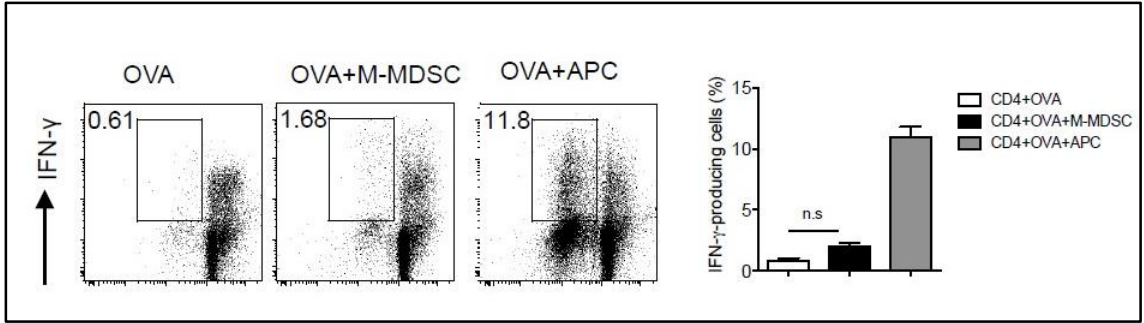 OVA
OVA+M-MDSC
OVA+APC
IFN-γ
0.61
1.68
11.8
IFN-γ-producing cells (%)
15
10
5
0
n.s
CD4+OVA
CD4+OVA+M-MDSC
CD4+OVA+APC